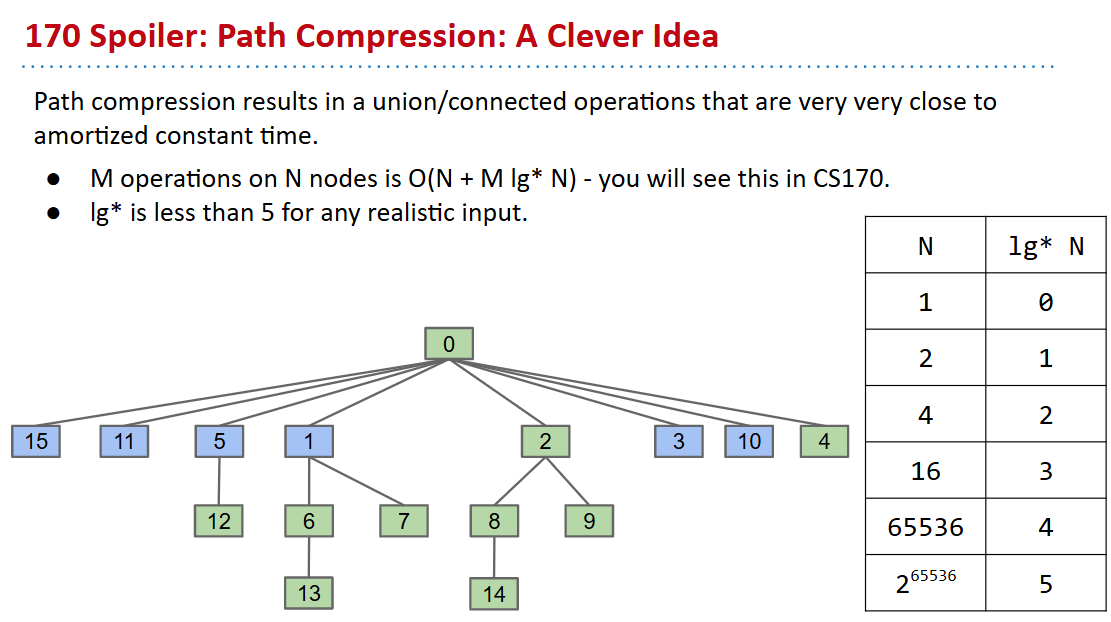 170 Spoiler: Path Compression: A Clever Idea
Path compression results in a union/connected operations that are very very close to
amortized constant time.
● M operations on N nodes is O(N + M lg* N) - you will see this in CS170.
● lg* is less than 5 for any realistic input.
N lg* N
1 0
2 1
4 2
16 3
65536 4
2^65536 5
0
15 11 5 1 2 3 10 4
12 6 7 8 9
13 14